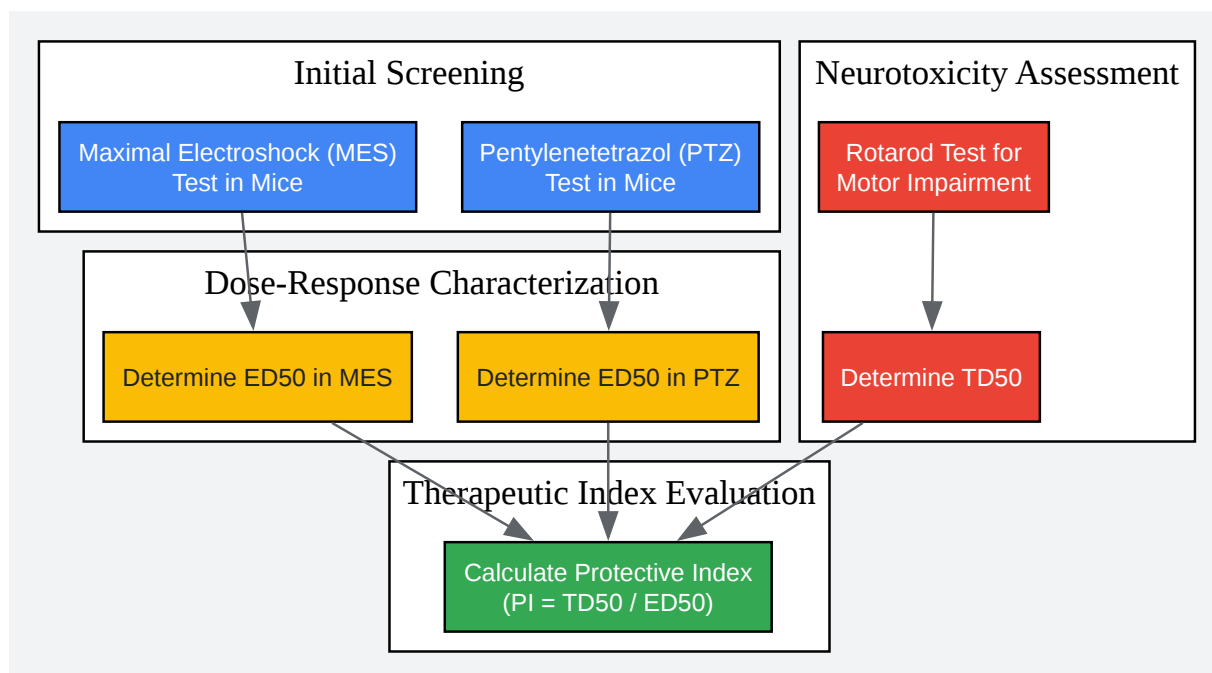 Initial Screening
Maximal Electroshock (MES)
Test in Mice
Pentylenetetrazol (PTZ)
Test in Mice
Neurotoxicity Assessment
Rotarod Test for
Motor Impairment
Dose-Response Characterization
Determine ED50 in MES
Determine ED50 in PTZ
Determine TD50
Therapeutic Index Evaluation
Calculate Protective Index
(PI = TD50 / ED50)